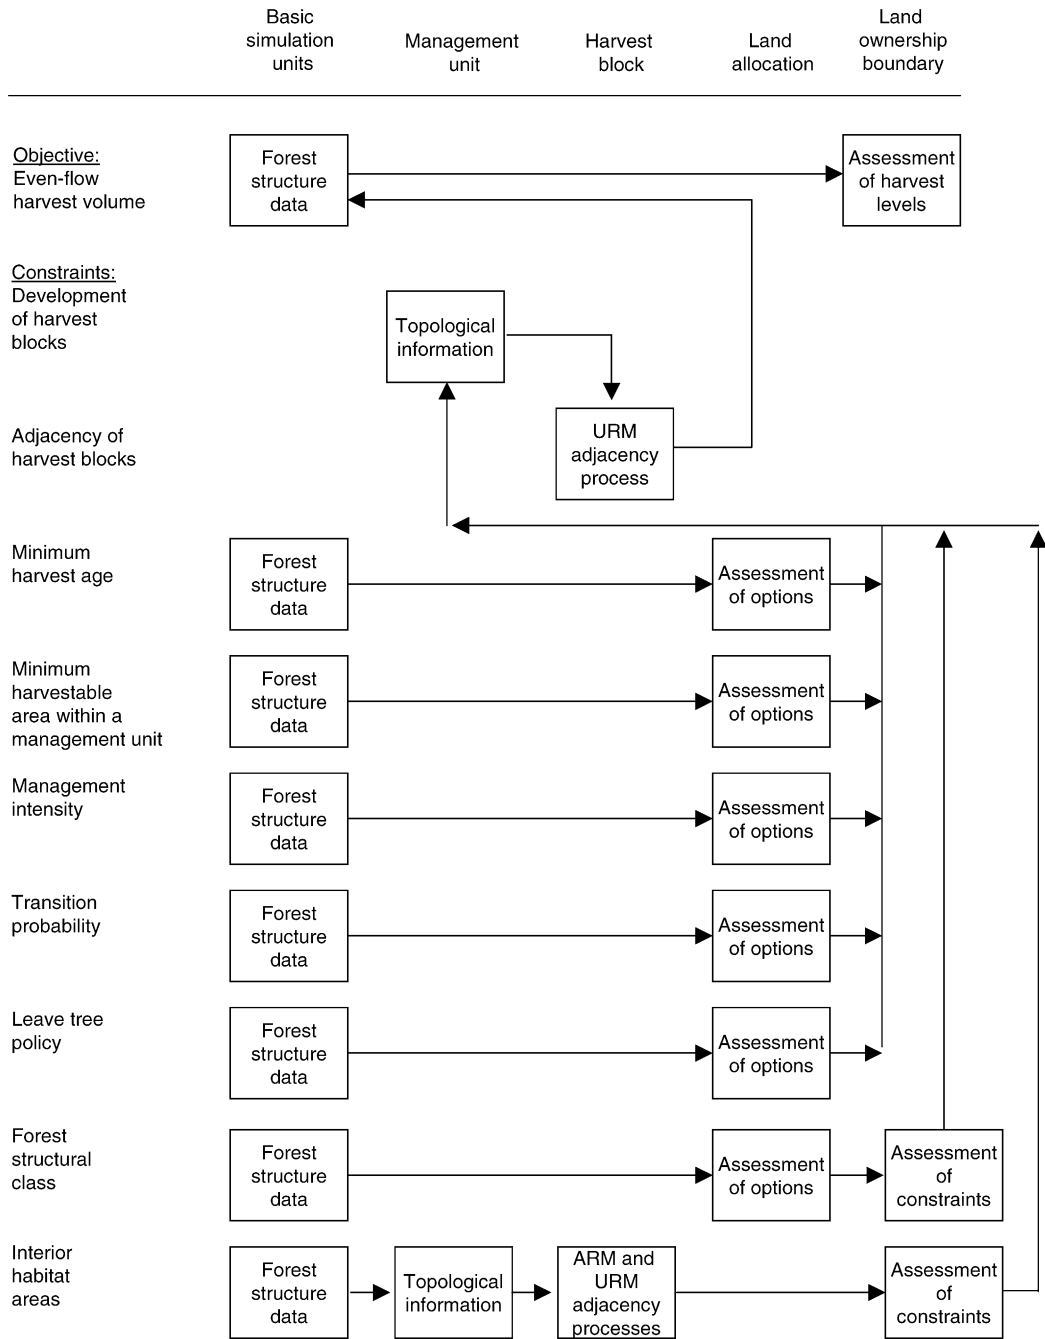 Basic
simulation
units
Management
unit
Harvest
block
Land
allocation
Land
ownership
boundary
Objective:
Even-flow
harvest volume
Forest
structure
data
Assessment
of harvest
levels
Constraints:
Development
of harvest
blocks
Topological
information
Adjacency of
harvest blocks
URM
adjacency
process
Minimum
harvest age
Forest
structure
data
Assessment
of options
Minimum
harvestable
area within a
management unit
Forest
structure
data
Assessment
of options
Management
intensity
Forest
structure
data
Assessment
of options
Transition
probability
Forest
structure
data
Assessment
of options
Leave tree
policy
Forest
structure
data
Assessment
of options
Forest
structural
class
Forest
structure
data
Assessment
of options
Assessment
of
constraints
Interior
habitat
areas
Forest
structure
data
Topological
information
ARM and
URM
adjacency
processes
Assessment
of
constraints